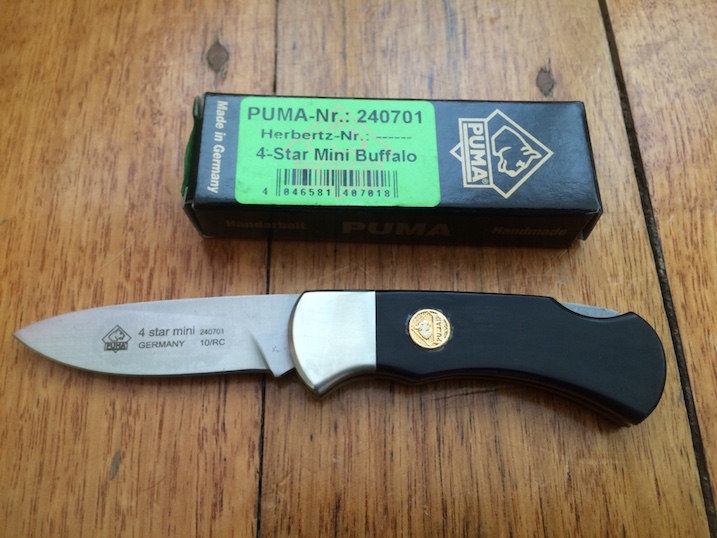 Made in Germany
PUMA-Nr.: 240701
Herbertz-Nr.: ------
4-Star Mini Buffalo
4 046581 407018
PUMA®
Handarbeit PUMA Handmade
PUMA
4 star mini 240701
GERMANY 10/RC
PUMA